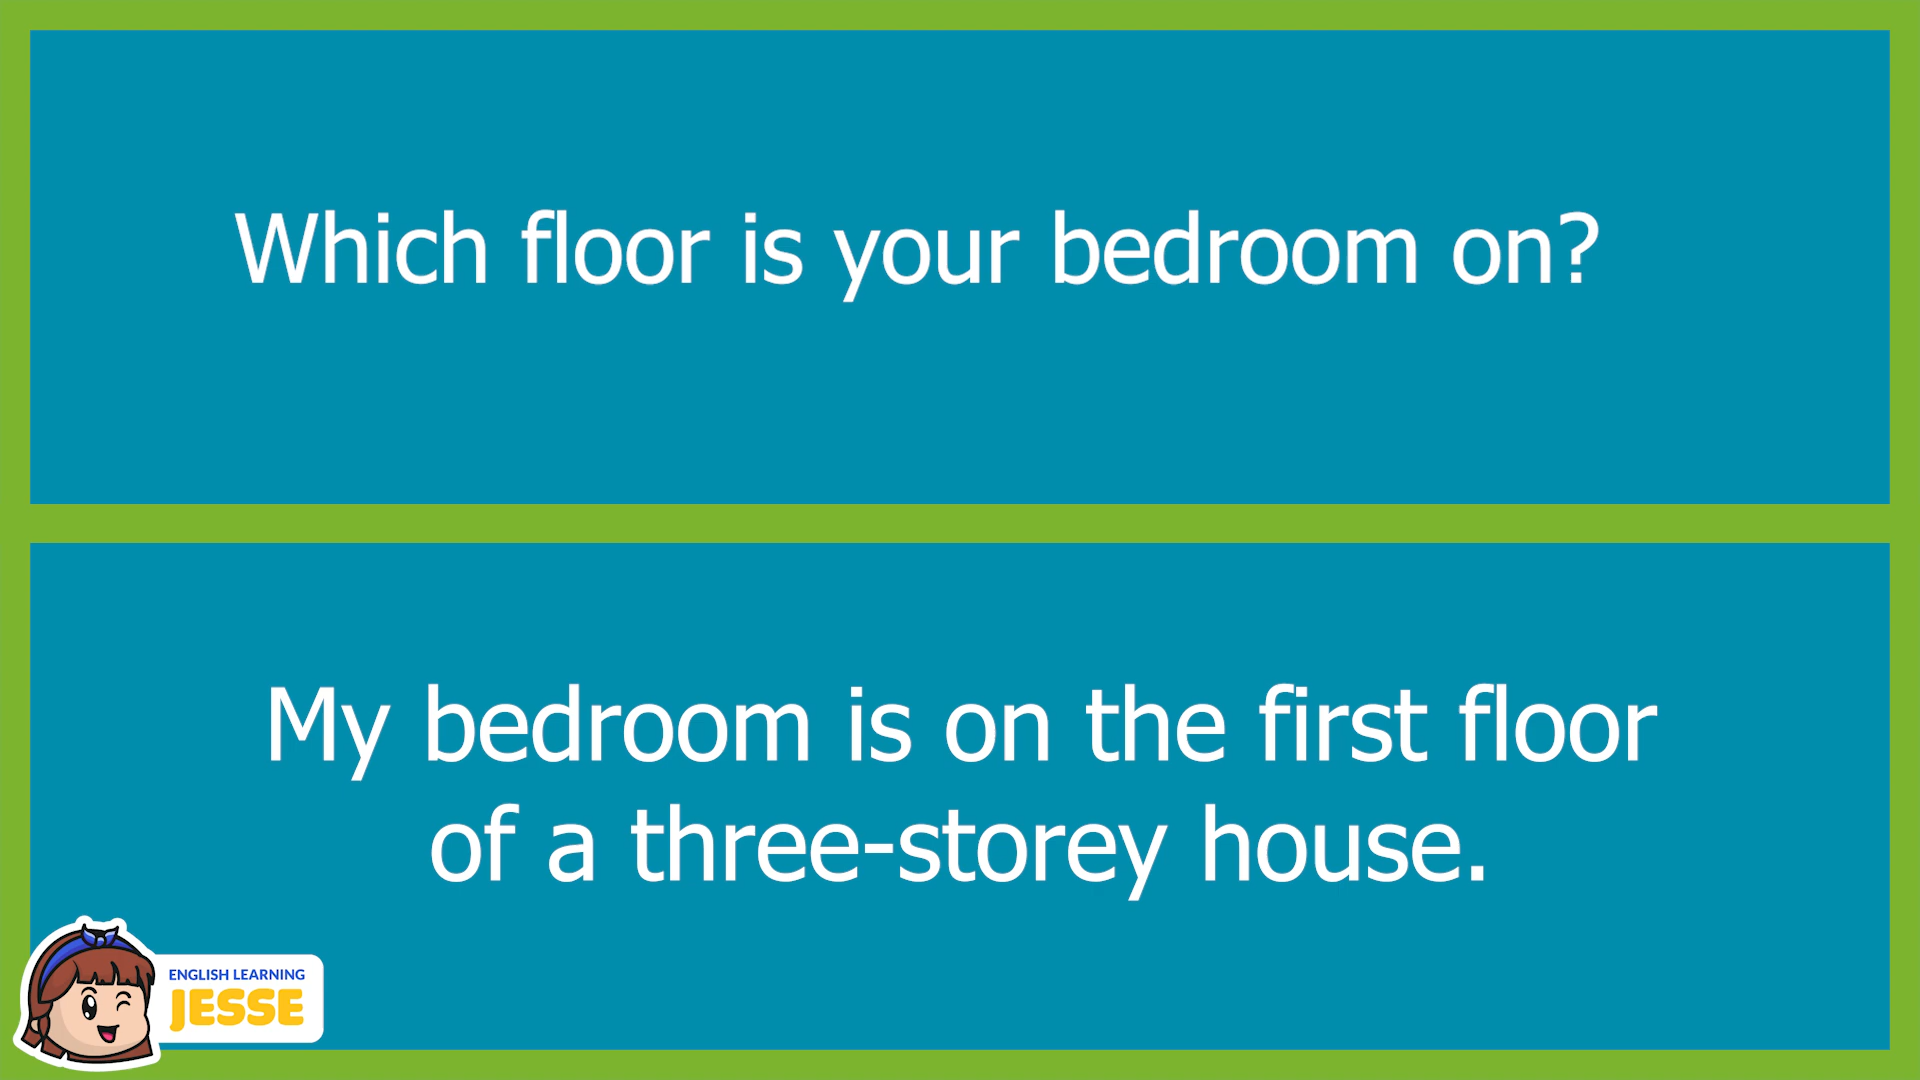 Which floor is your bedroom on?
My bedroom is on the first floor
of a three-storey house.
ENGLISH LEARNING
JESSE